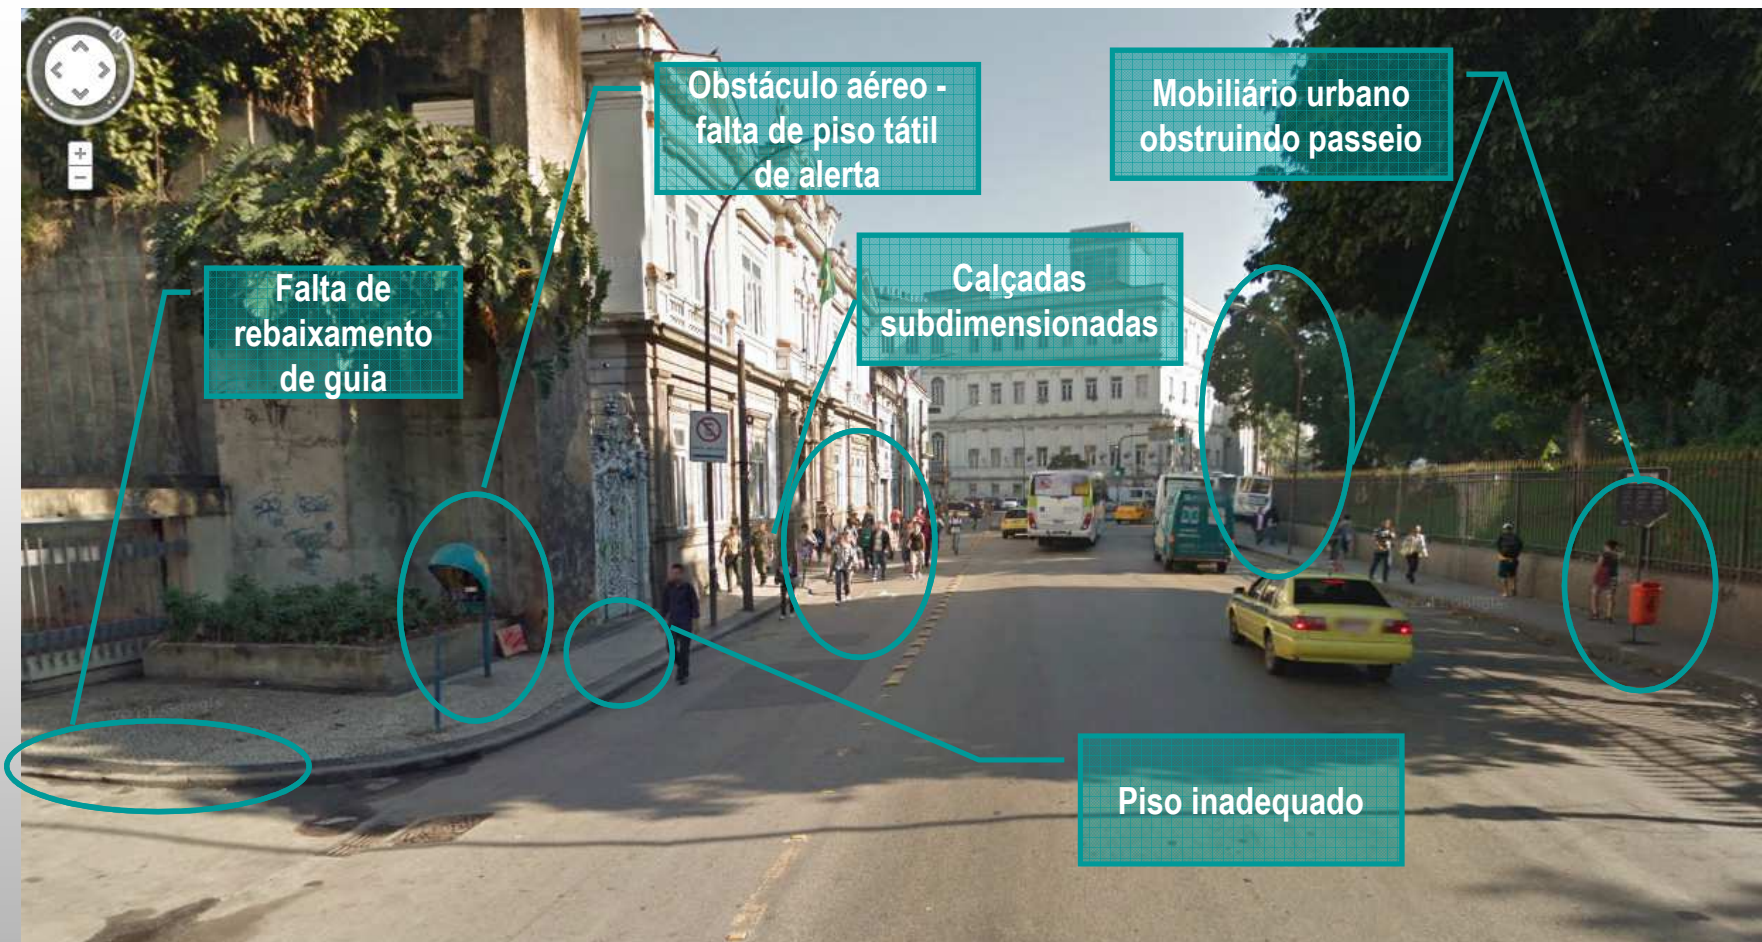 Obstáculo aéreo -
falta de piso tátil
de alerta
Mobiliário urbano
obstruindo passeio
Falta de
rebaixamento
de guia
Calçadas
subdimensionadas
Piso inadequado
N